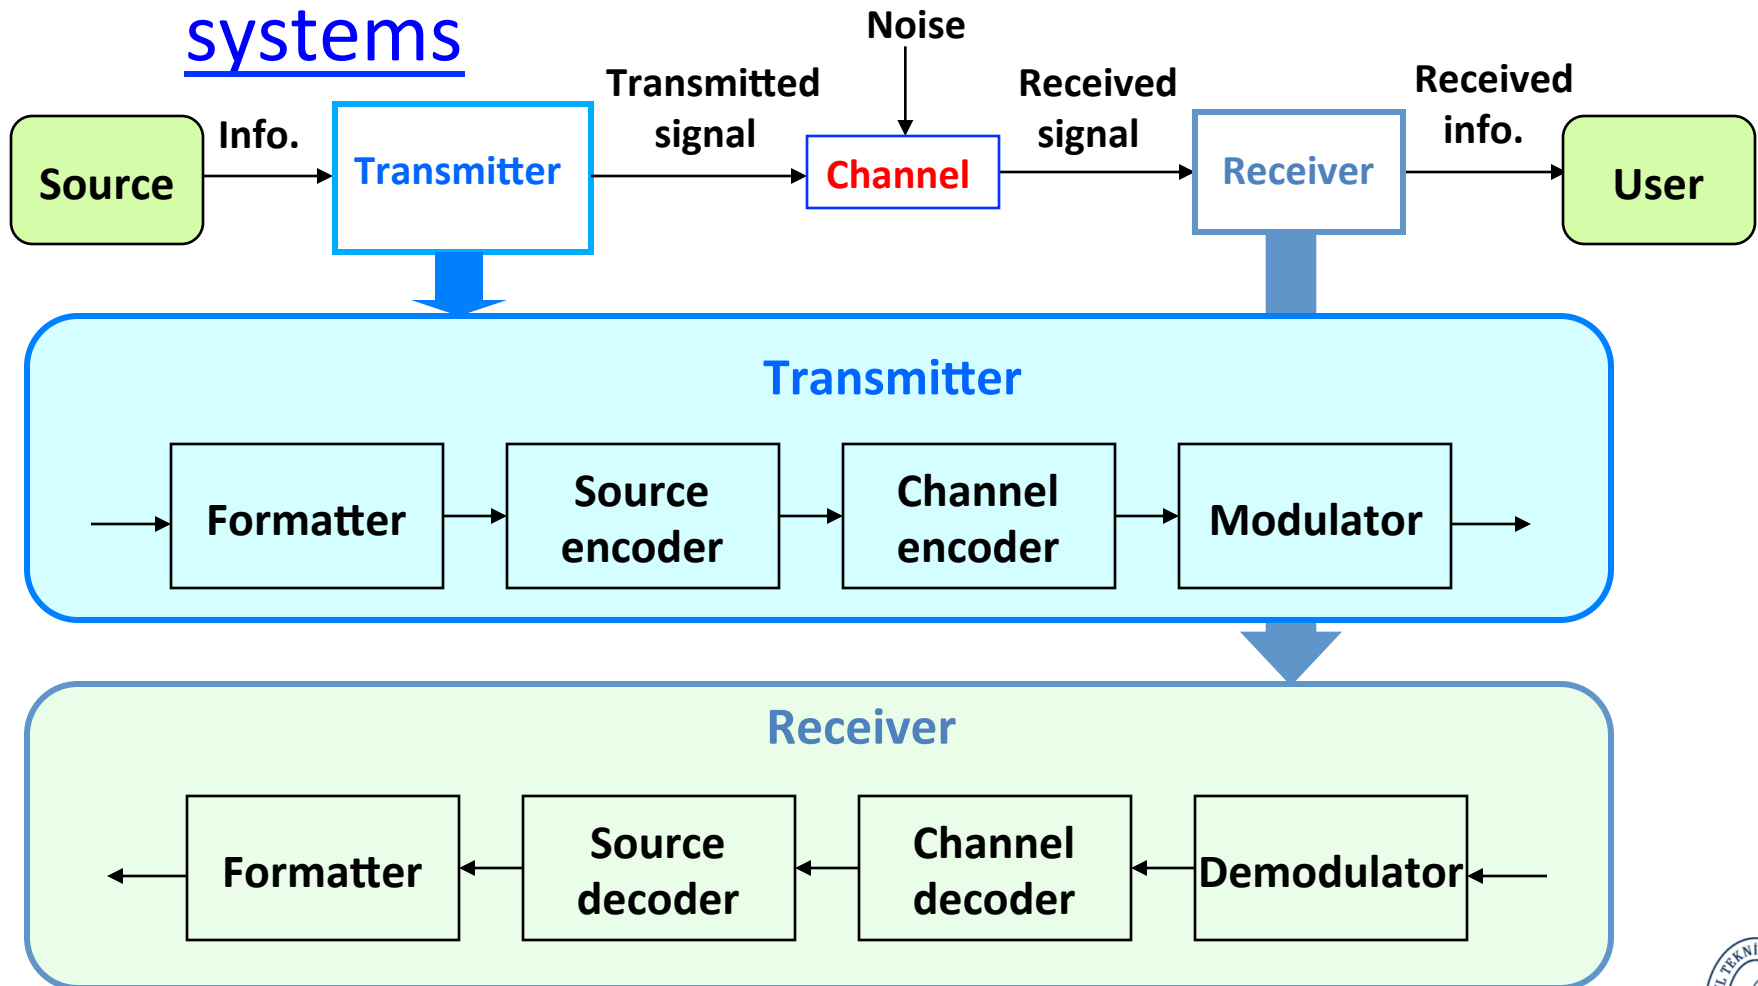 systems
Noise
Transmitted
signal
Received
signal
Received
info.
Info.
Source
Transmitter
Channel
Receiver
User
Transmitter
Formatter
Source
encoder
Channel
encoder
Modulator
Receiver
Formatter
Source
decoder
Channel
decoder
Demodulator